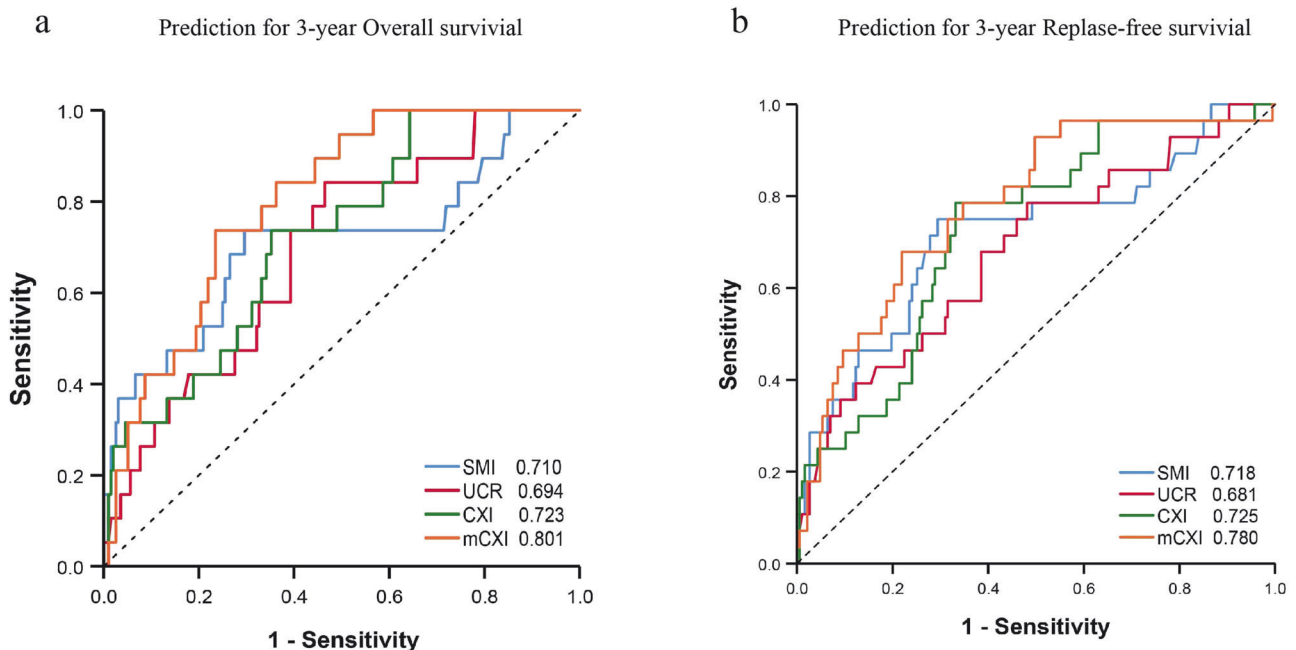 a
Prediction for 3-year Overall survivial
Sensitivity
1.0
0.8
0.6
0.4
0.2
0.0
SMI 0.710
UCR 0.694
CXI 0.723
mCXI 0.801
0.0 0.2 0.4 0.6 0.8 1.0
1 - Sensitivity
b
Prediction for 3-year Replase-free survivial
Sensitivity
1.0
0.8
0.6
0.4
0.2
0.0
SMI 0.718
UCR 0.681
CXI 0.725
mCXI 0.780
0.0 0.2 0.4 0.6 0.8 1.0
1 - Sensitivity